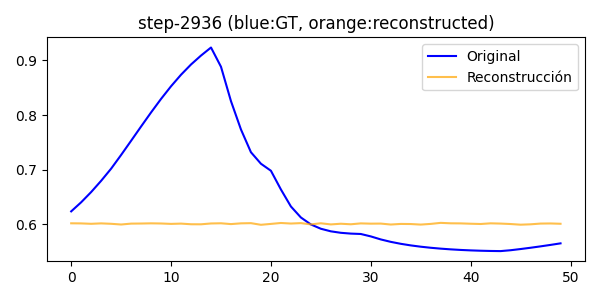 step-2936 (blue:GT, orange:reconstructed)
Original
Reconstrucción
0.9
0.8
0.7
0.6
0 10 20 30 40 50